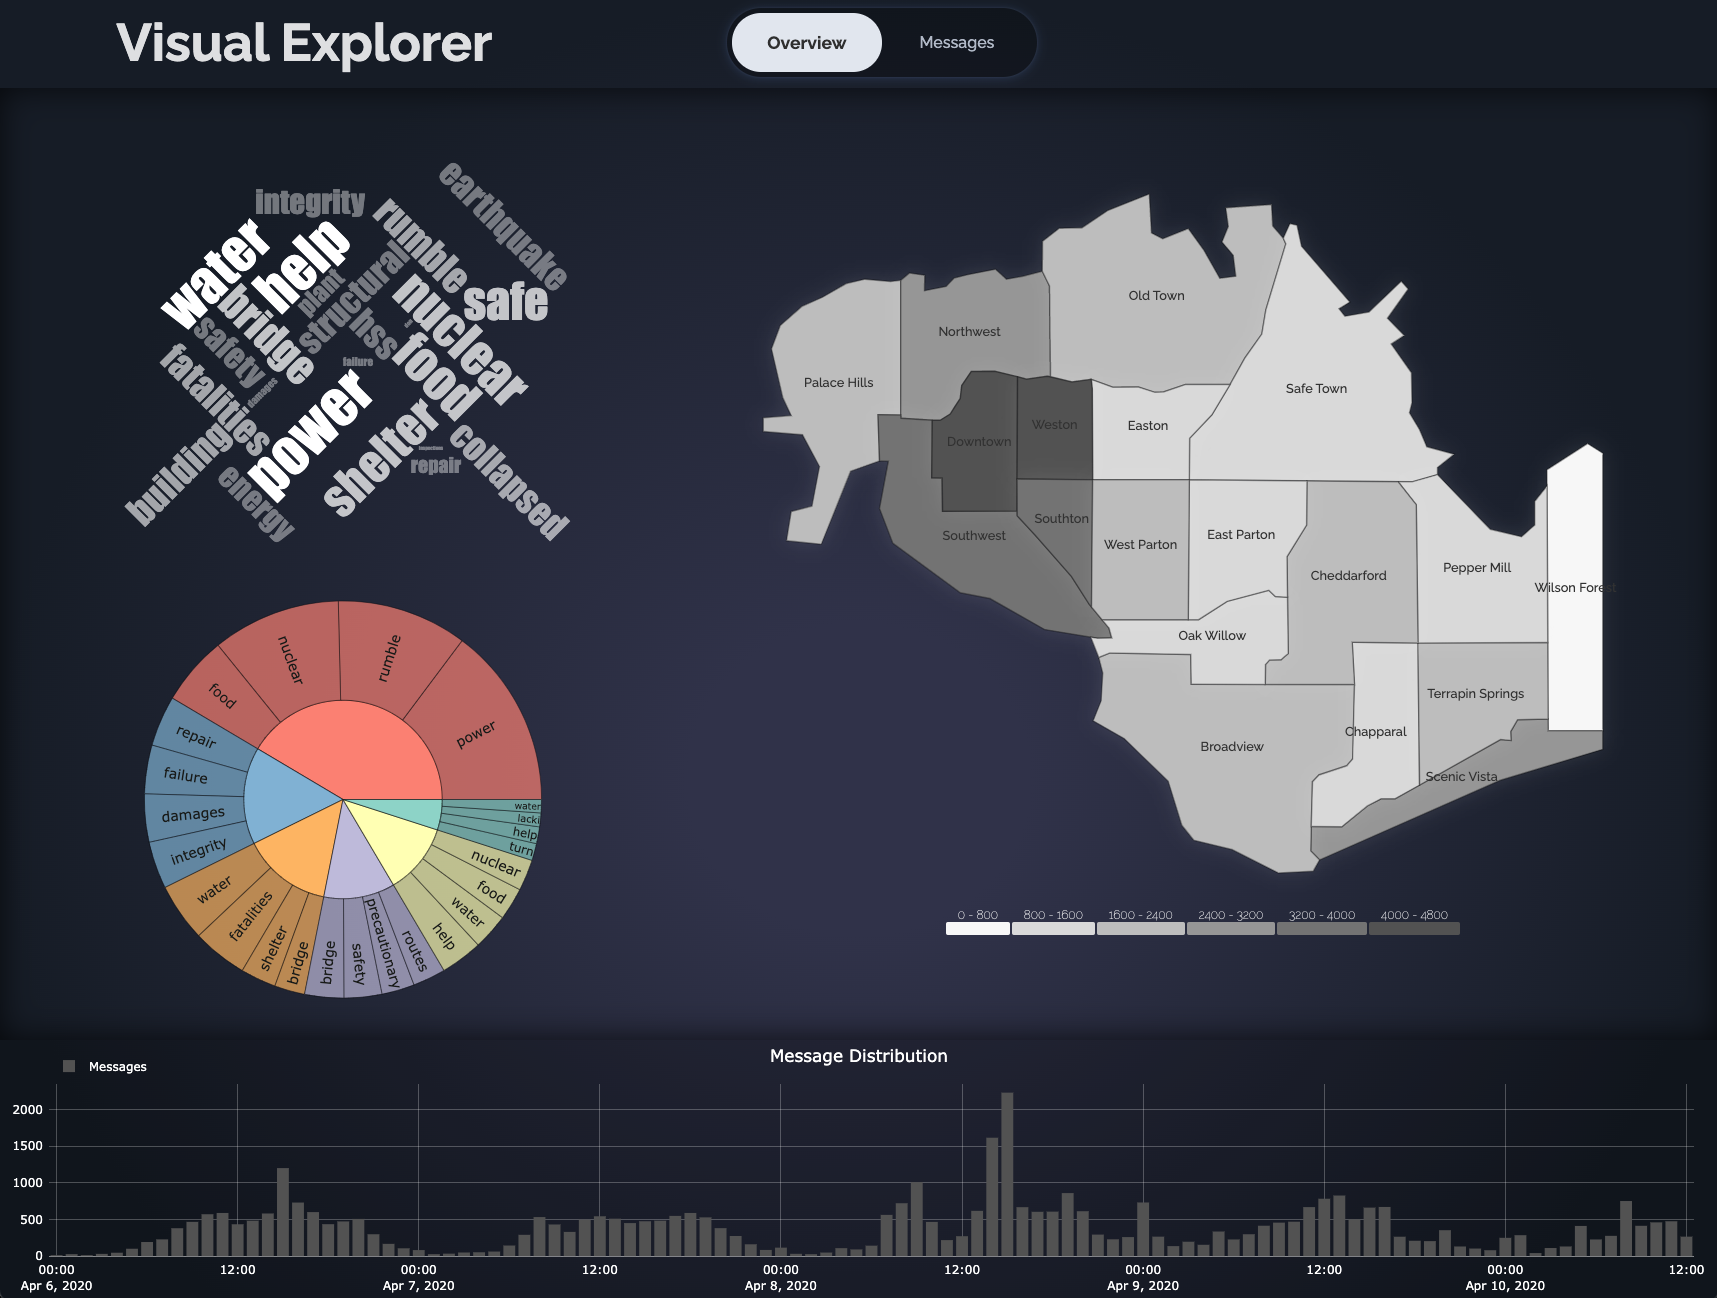 Visual Explorer
Overview
Messages
earthquake
integrity
rumble
water
help
plant
structural
safe
nuclear
bridge
hss
safety
food
failure
fatalities
damages
power
shelter
collapsed
building
repair
energy
nuclear
rumble
food
power
repair
failure
damages
integrity
water
fatalities
shelter
bridge
bridge
safety
precautionary
routes
help
water
food
nuclear
turn
help
lacki
water
Old Town
Northwest
Palace Hills
Safe Town
Weston
Easton
Downtown
Southton
Southwest
West Parton
East Parton
Cheddarford
Pepper Mill
Wilson Forest
Oak Willow
Terrapin Springs
Chapparal
Broadview
Scenic Vista
0 - 800 800 - 1600 1600 - 2400 2400 - 3200 3200 - 4000 4000 - 4800
Message Distribution
Messages
2000
1500
1000
500
0
00:00 12:00 00:00 12:00 00:00 12:00 00:00 12:00 00:00 12:00
Apr 6, 2020 Apr 7, 2020 Apr 8, 2020 Apr 9, 2020 Apr 10, 2020